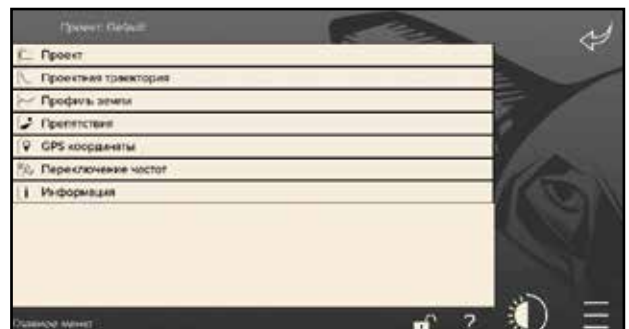 Проект: Default
Проект
Проектная траектория
Профиль земли
Препятствия
GPS координаты
Переключение частот
Информация
Главное меню
?